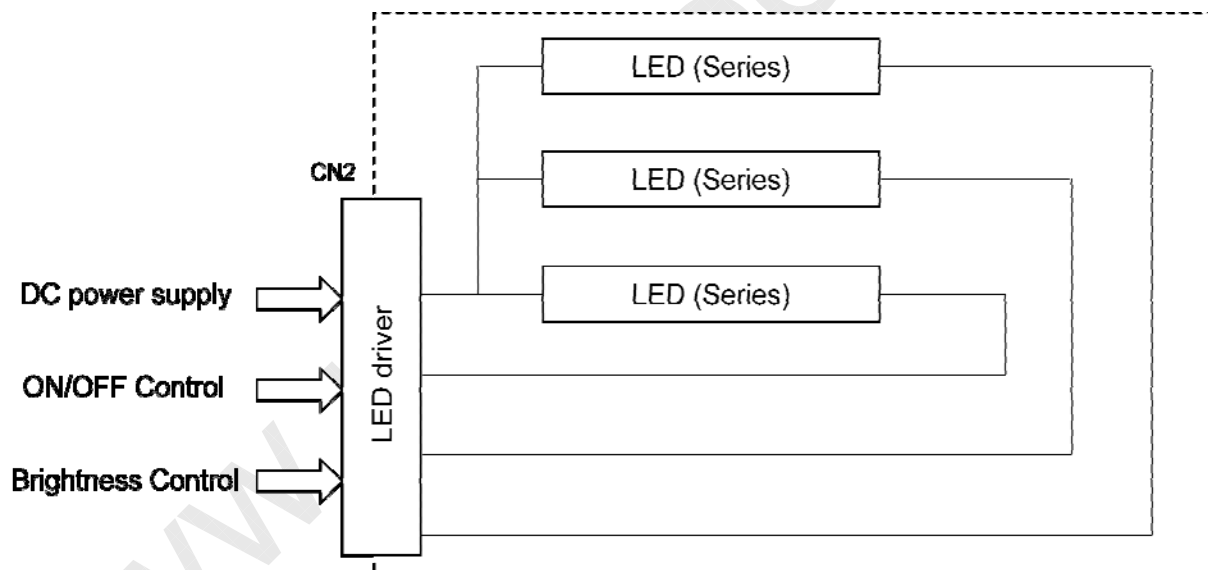 LED (Series)
LED (Series)
CN2
LED (Series)
DC power supply
LED driver
ON/OFF Control
Brightness Control